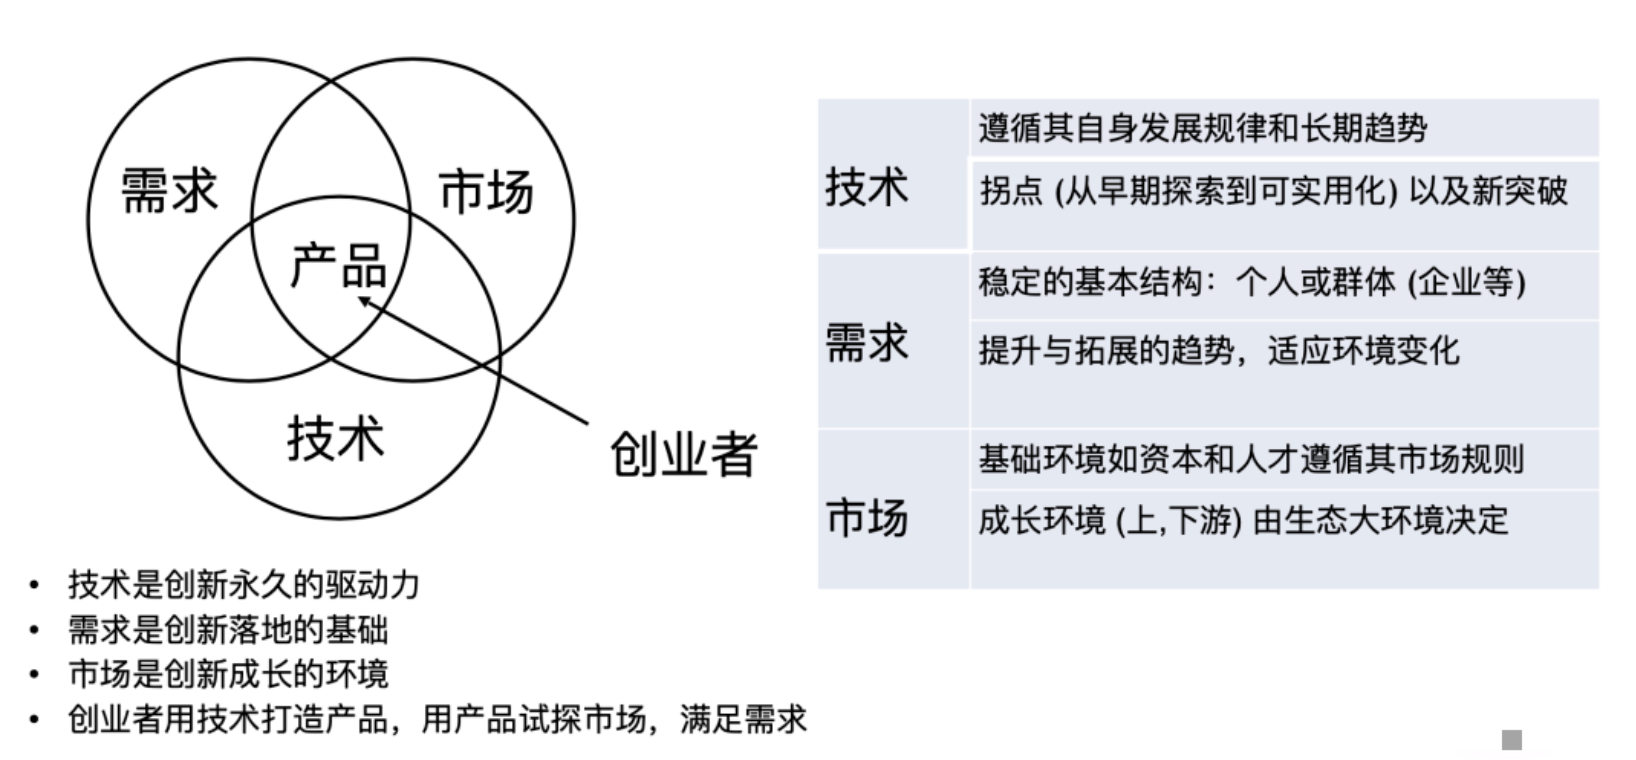 需求
市场
产品
技术
创业者
技术是创新永久的驱动力
需求是创新落地的基础
市场是创新成长的环境
创业者用技术打造产品，用产品试探市场，满足需求
技术
遵循其自身发展规律和长期趋势
拐点 (从早期探索到可实用化) 以及新突破
需求
稳定的基本结构：个人或群体 (企业等)
提升与拓展的趋势，适应环境变化
市场
基础环境如资本和人才遵循其市场规则
成长环境 (上,下游) 由生态大环境决定